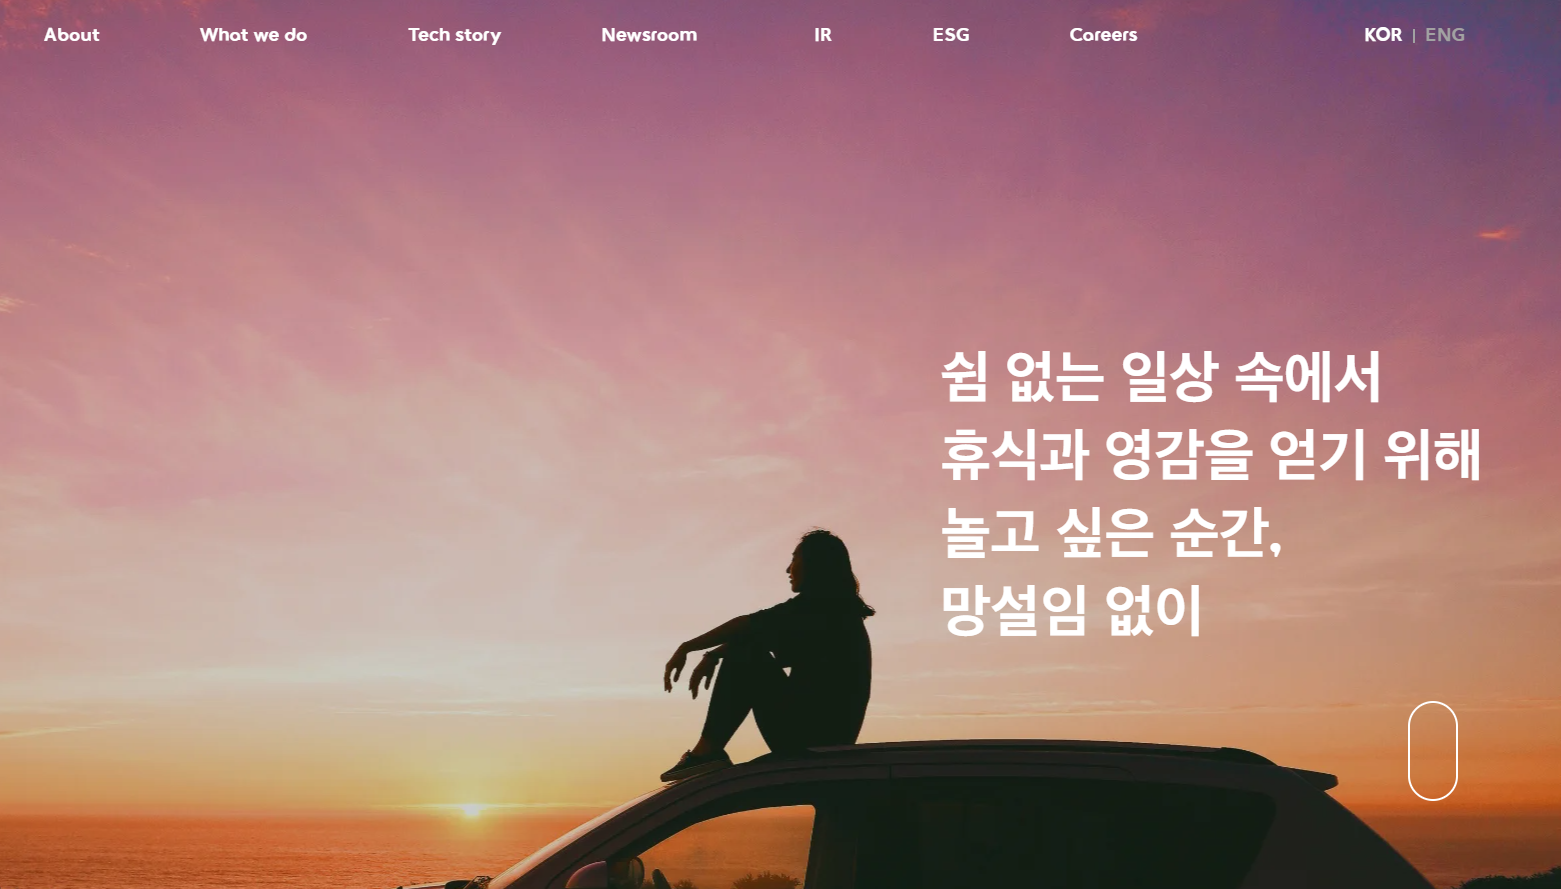 About What we do Tech story Newsroom IR ESG Careers KOR | ENG
쉼 없는 일상 속에서
휴식과 영감을 얻기 위해
놀고 싶은 순간,
망설임 없이